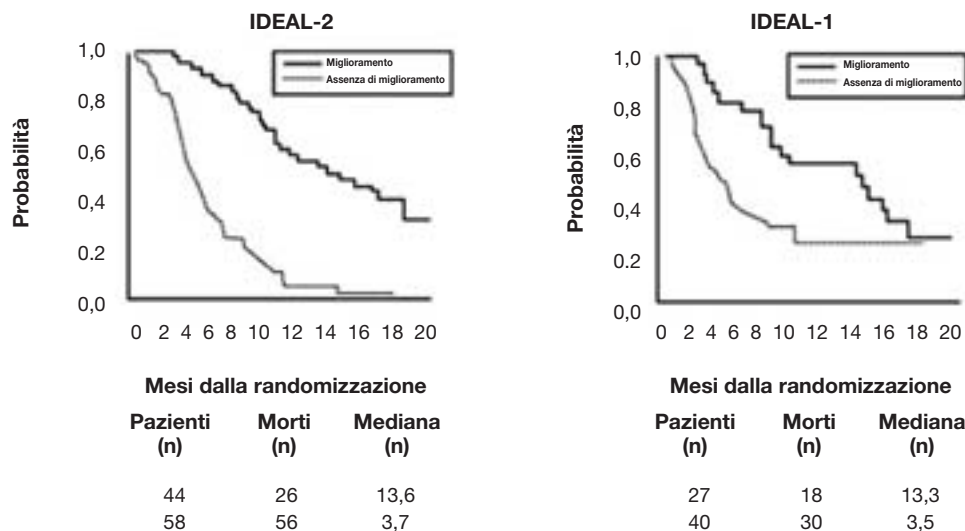 IDEAL-2
1,0
0,8
0,6
0,4
0.2
0,0
Probabilità
Miglioramento
Assenza di miglioramento
0 2 4 6 8 10 12 14 16 18 20
Mesi dalla randomizzazione
Pazienti Morti Mediana
(n) (n) (n)
44 26 13,6
58 56 3,7
IDEAL-1
1,0
0,8
0,6
0,4
0.2
0,0
Probabilità
Miglioramento
Assenza di miglioramento
0 2 4 6 8 10 12 14 16 18 20
Mesi dalla randomizzazione
Pazienti Morti Mediana
(n) (n) (n)
27 18 13,3
40 30 3,5